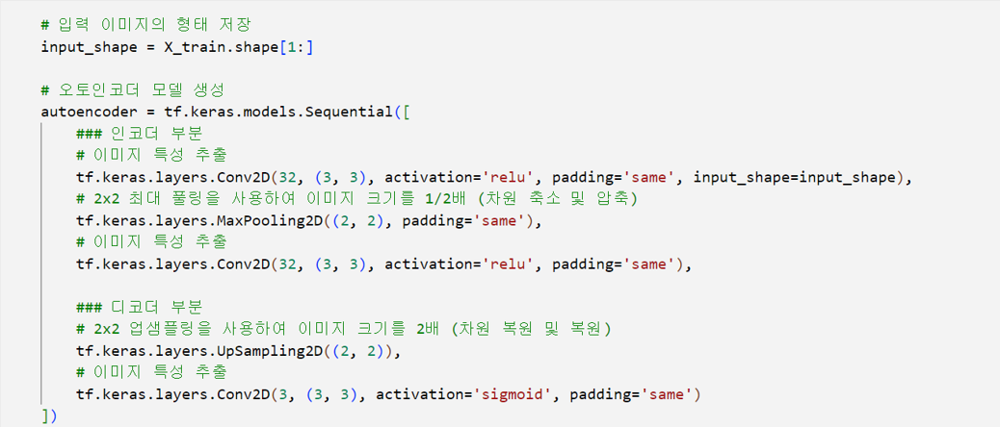 # 입력 이미지의 형태 저장
input_shape = X_train.shape[1:]
# 오토인코더 모델 생성
autoencoder = tf.keras.models.Sequential([
### 인코더 부분
# 이미지 특성 추출
tf.keras.layers.Conv2D(32, (3, 3), activation='relu', padding='same', input_shape=input_shape),
# 2x2 최대 풀링을 사용하여 이미지 크기를 1/2배 (차원 축소 및 압축)
tf.keras.layers.MaxPooling2D((2, 2), padding='same'),
# 이미지 특성 추출
tf.keras.layers.Conv2D(32, (3, 3), activation='relu', padding='same'),
### 디코더 부분
# 2x2 업샘플링을 사용하여 이미지 크기를 2배 (차원 복원 및 복원)
tf.keras.layers.UpSampling2D((2, 2)),
# 이미지 특성 추출
tf.keras.layers.Conv2D(3, (3, 3), activation='sigmoid', padding='same')
])